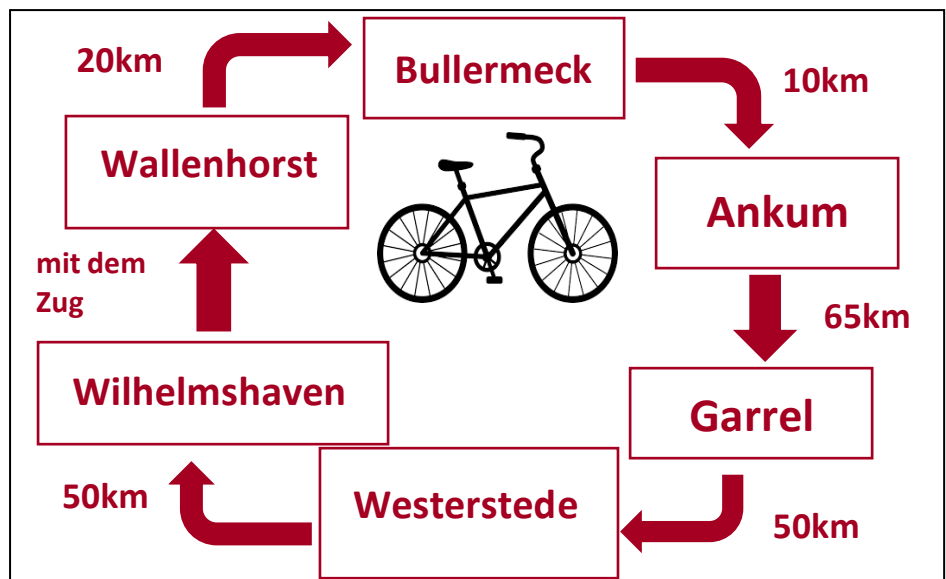 20km
Bullermeck
10km
Wallenhorst
Ankum
mit dem
Zug
65km
Wilhelmshaven
Garrel
50km
Westerstede
50km